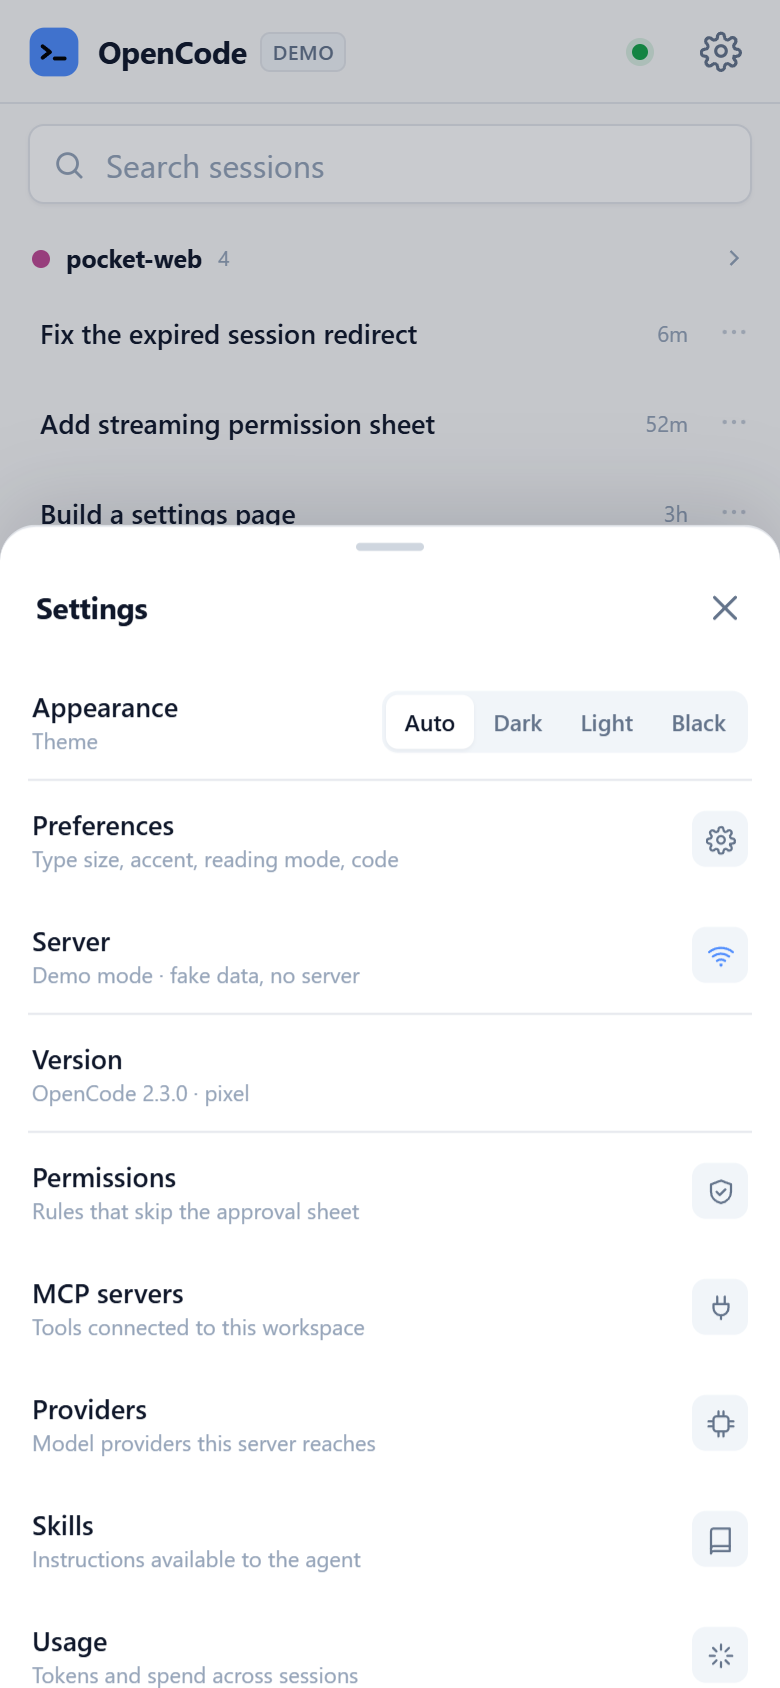 OpenCode DEMO
Search sessions
pocket-web 4
Fix the expired session redirect 6m
Add streaming permission sheet 52m
Build a settings page 3h
Settings
Appearance
Theme
Auto Dark Light Black
Preferences
Type size, accent, reading mode, code
Server
Demo mode · fake data, no server
Version
OpenCode 2.3.0 · pixel
Permissions
Rules that skip the approval sheet
MCP servers
Tools connected to this workspace
Providers
Model providers this server reaches
Skills
Instructions available to the agent
Usage
Tokens and spend across sessions